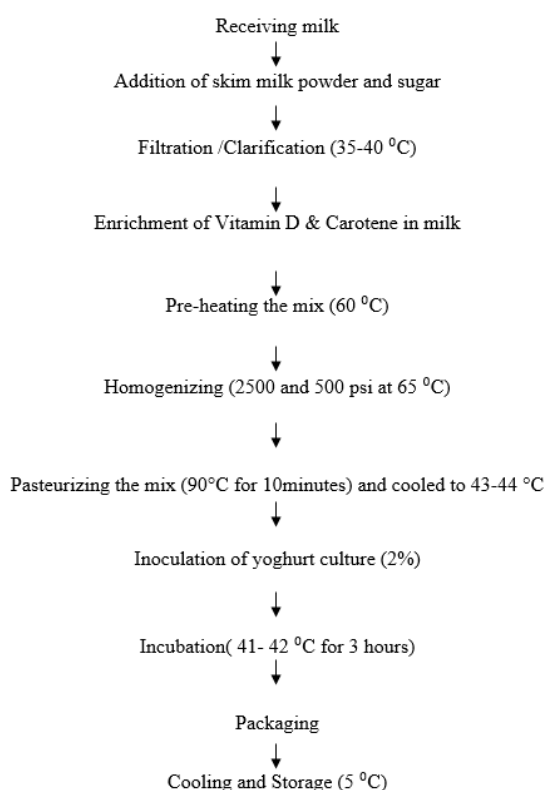 Receiving milk
Addition of skim milk powder and sugar
Filtration /Clarification (35-40 ⁰C)
Enrichment of Vitamin D & Carotene in milk
Pre-heating the mix (60 ⁰C)
Homogenizing (2500 and 500 psi at 65 ⁰C)
Pasteurizing the mix (90°C for 10minutes) and cooled to 43-44 °C
Inoculation of yoghurt culture (2%)
Incubation( 41- 42 ⁰C for 3 hours)
Packaging
Cooling and Storage (5 ⁰C)